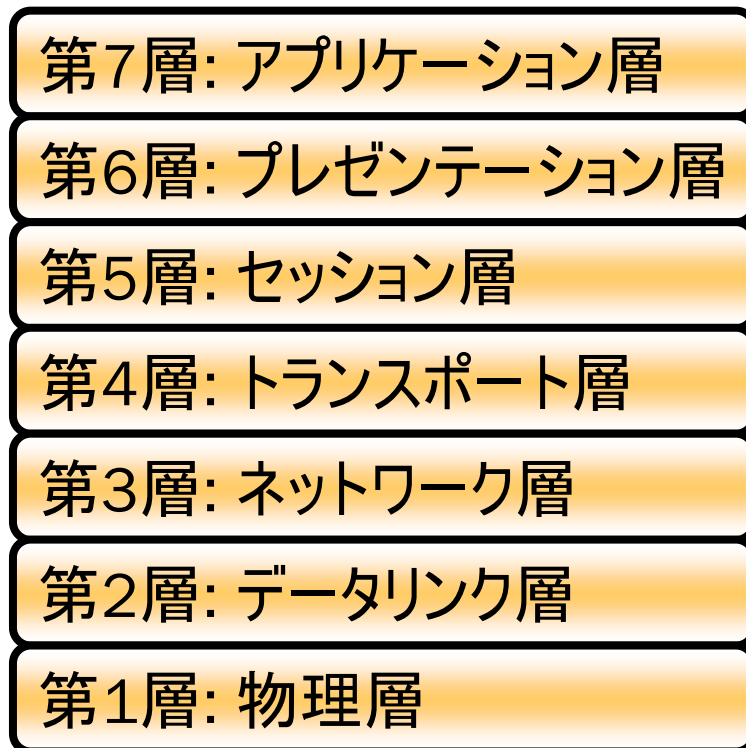 第7層: アプリケーション層
第6層: プレゼンテーション層
第5層: セッション層
第4層: トランスポート層
第3層: ネットワーク層
第2層: データリンク層
第1層: 物理層